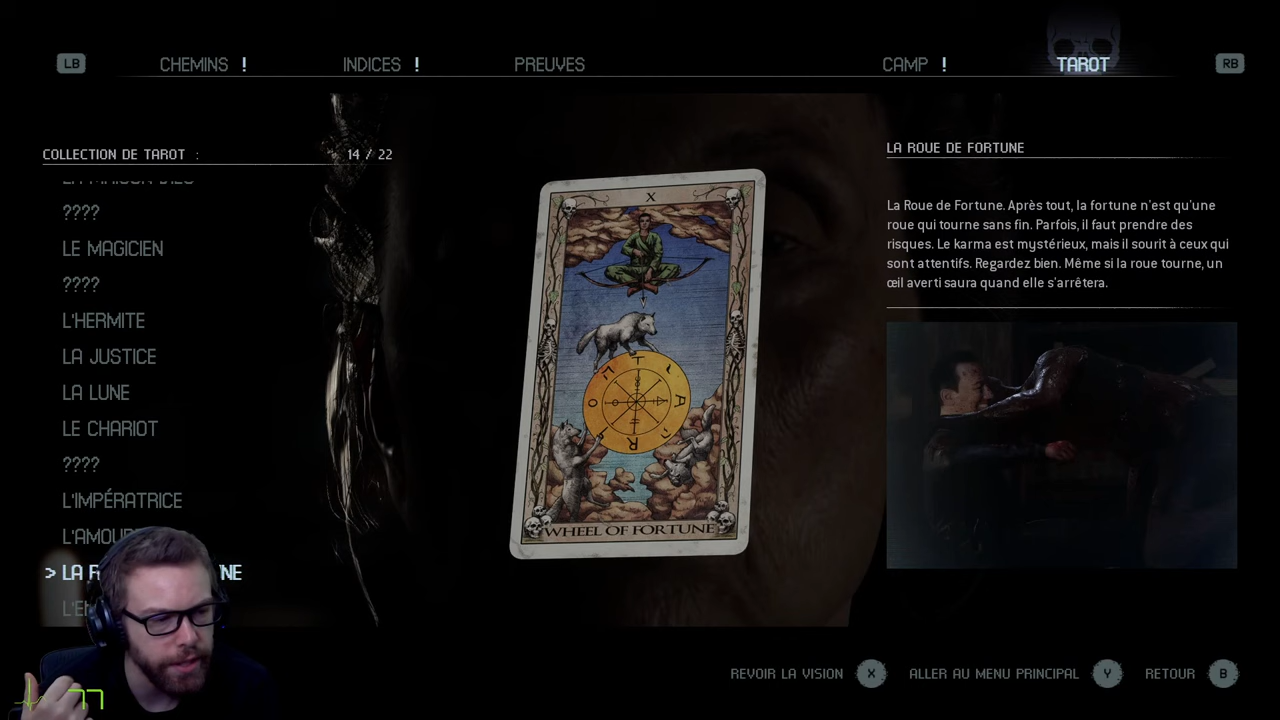 LB
CHEMINS !
INDICES !
PREUVES
CAMP !
TAROT
RB
COLLECTION DE TAROT : 14 / 22
????
LE MAGICIEN
????
L'HERMITE
LA JUSTICE
LA LUNE
LE CHARIOT
????
L'IMPÉRATRICE
> LA
X
WHEEL OF FORTUNE
LA ROUE DE FORTUNE
La Roue de Fortune. Après tout, la fortune n'est qu'une
roue qui tourne sans fin. Parfois, il faut prendre des
risques. Le karma est mystérieux, mais il sourit à ceux qui
sont attentifs. Regardez bien. Même si la roue tourne, un
œil averti saura quand elle s'arrêtera.
REVOIR LA VISION X
ALLER AU MENU PRINCIPAL Y
RETOUR B
77